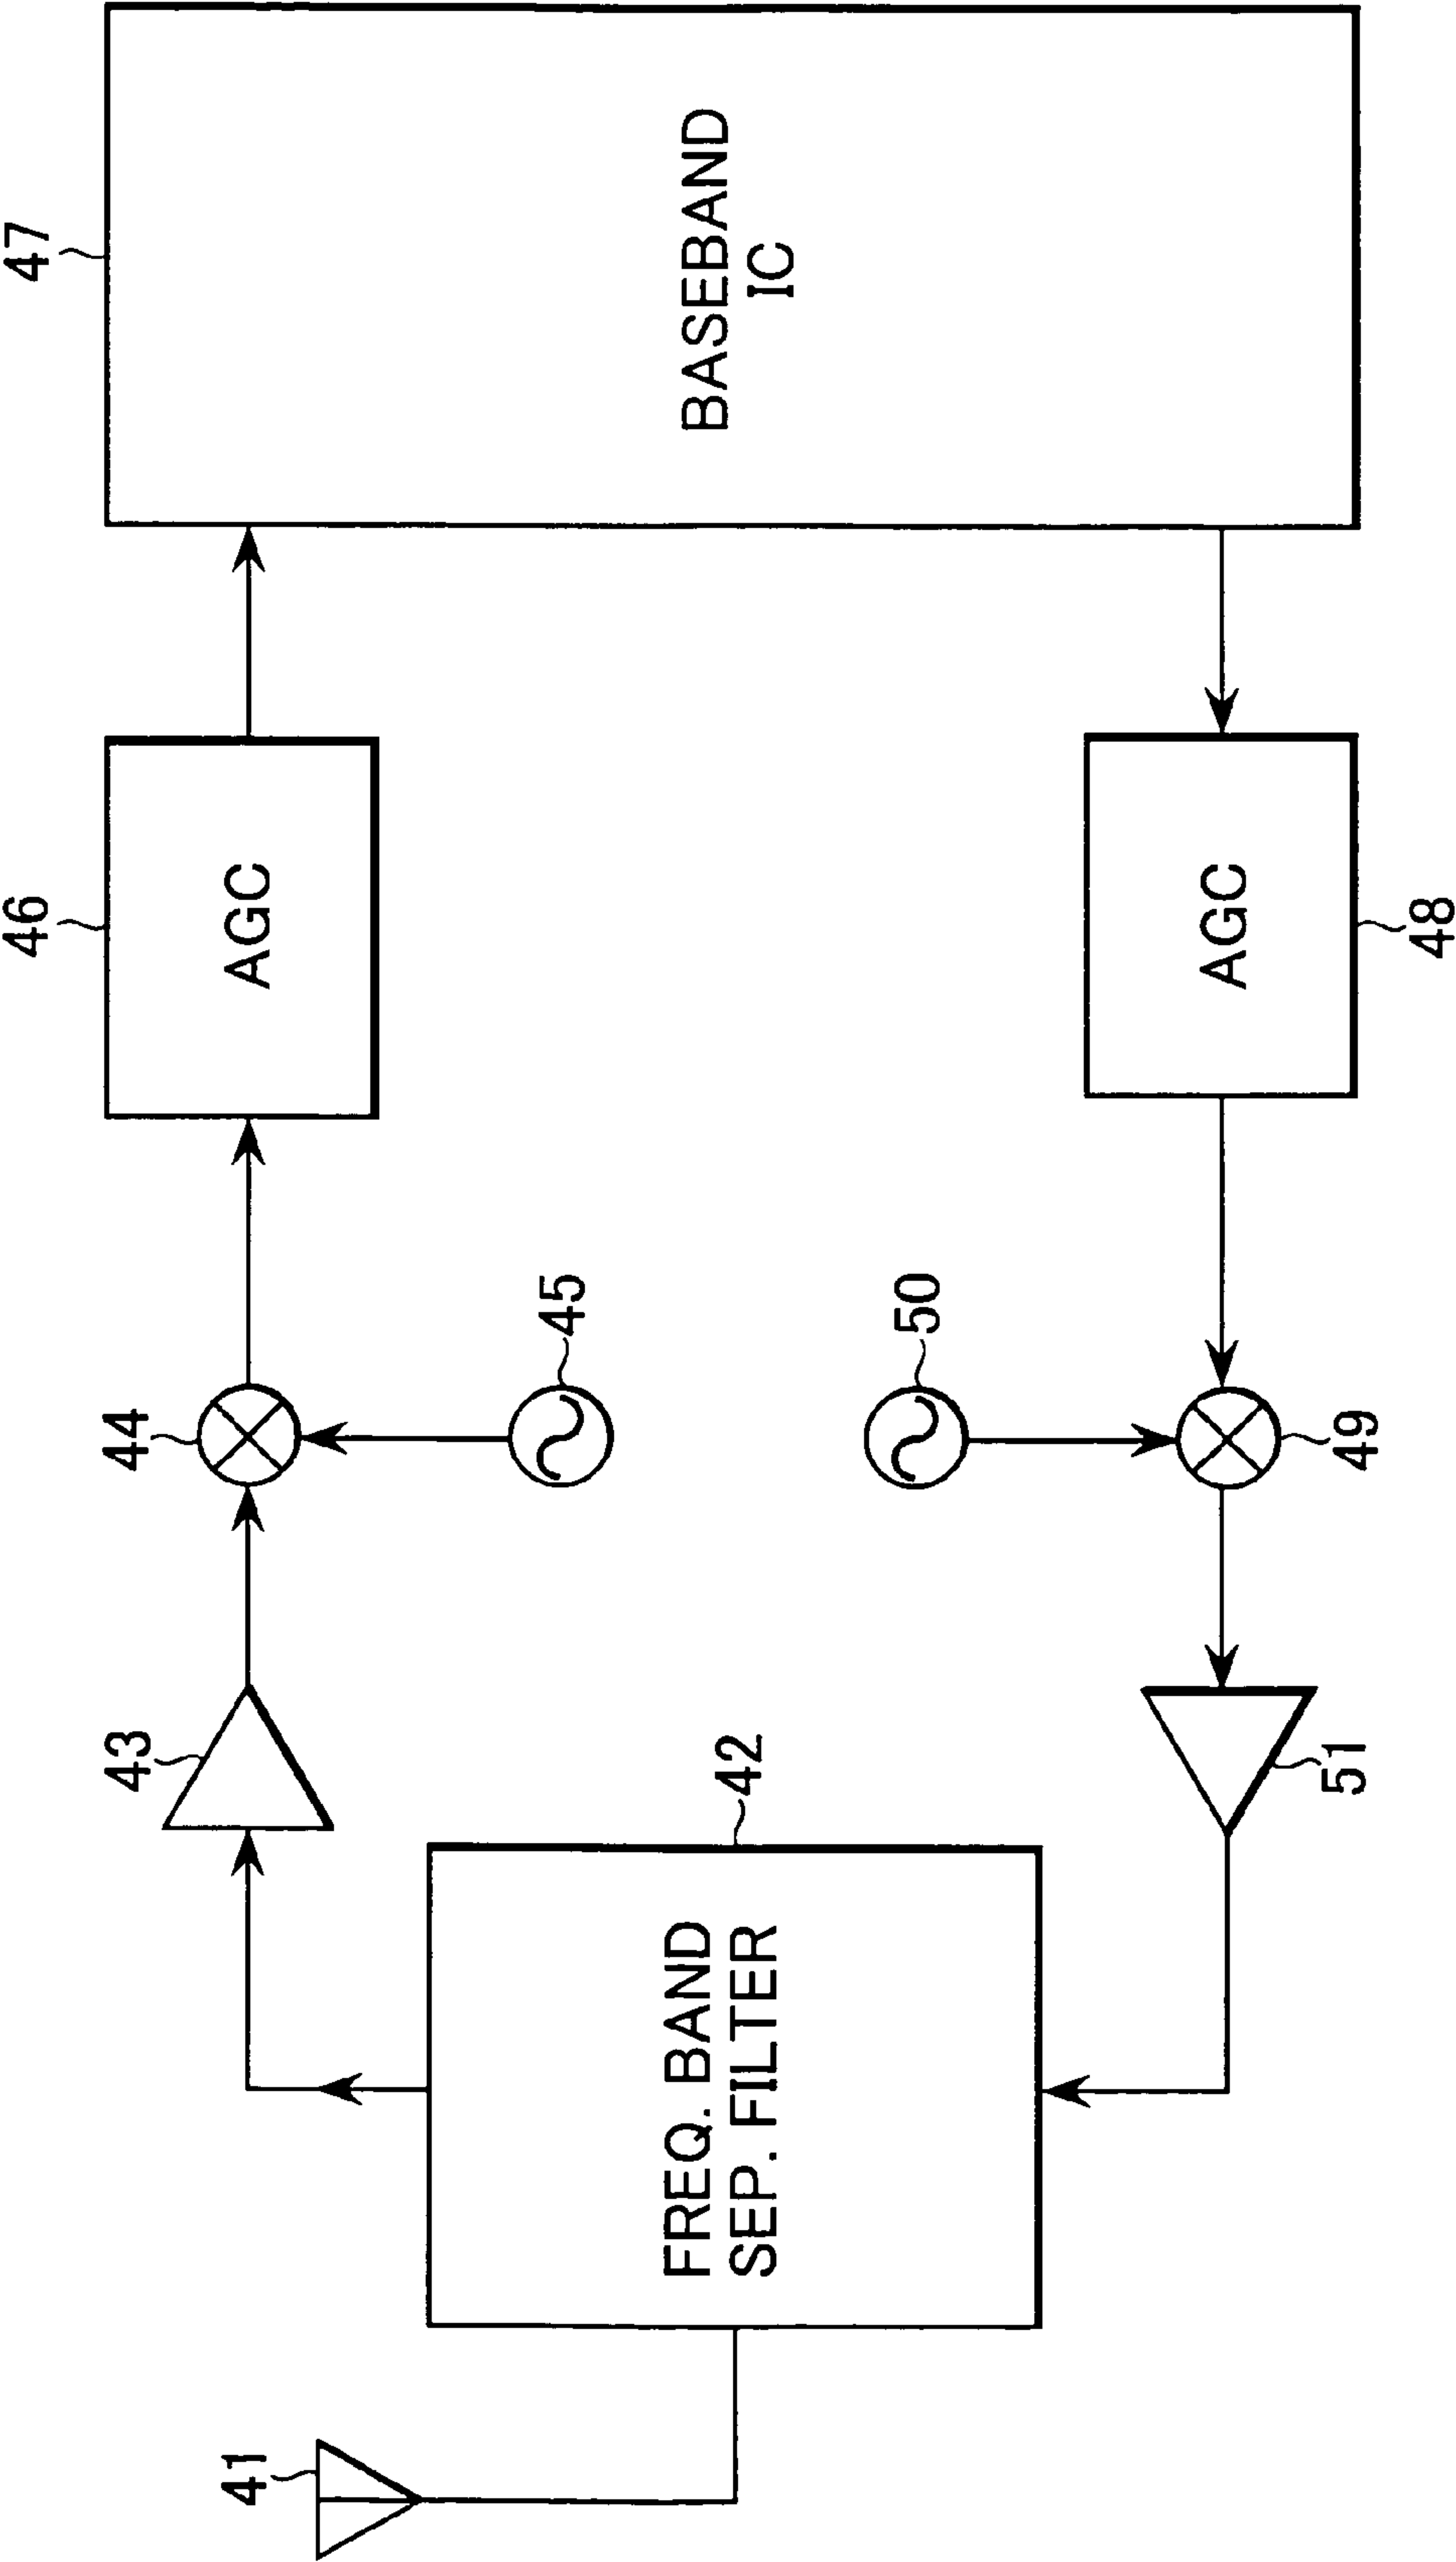 41
FREQ. BAND
SEP. FILTER
42
43
44
45
AGC
46
BASEBAND
IC
47
AGC
48
49
50
51